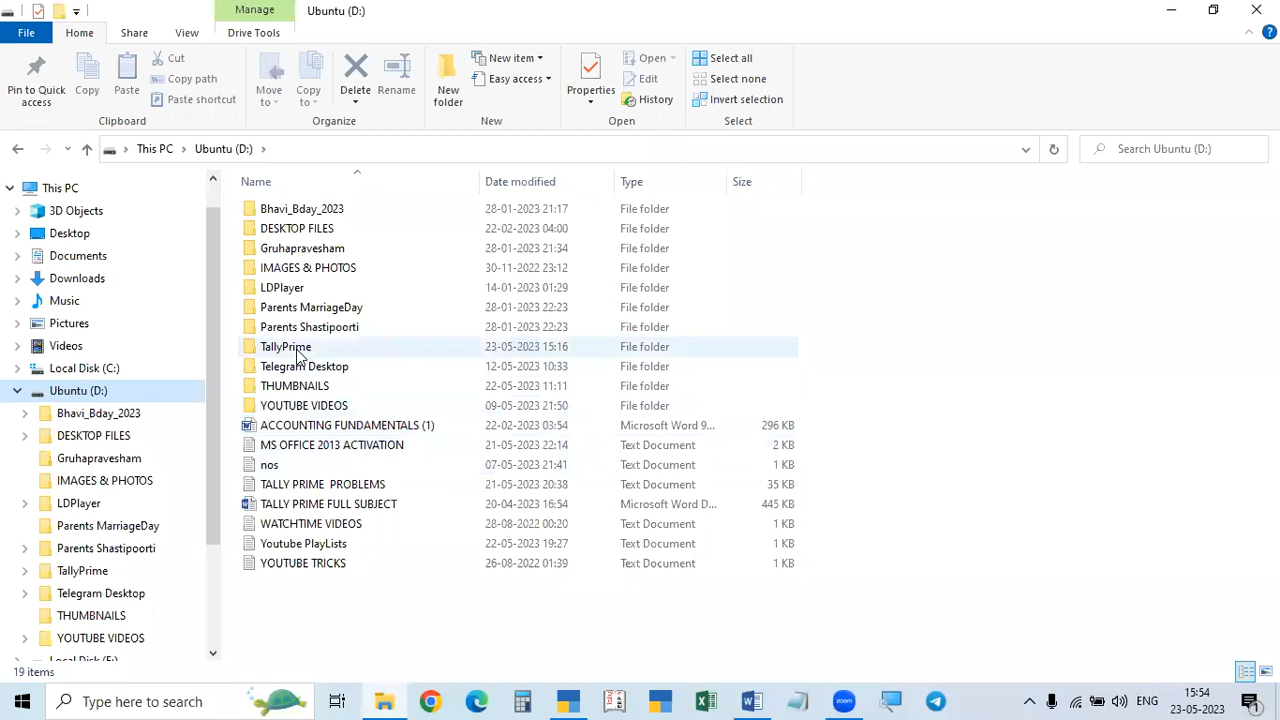 Manage
Ubuntu (D:)
File
Home
Share
View
Drive Tools
Pin to Quick access
Copy
Paste
Cut
Copy path
Paste shortcut
Clipboard
Move to
Copy to
Delete
Rename
Organize
New folder
New item
Easy access
New
Properties
Open
Edit
History
Open
Select all
Select none
Invert selection
Select
This PC
Ubuntu (D:)
Search Ubuntu (D:)
This PC
3D Objects
Desktop
Documents
Downloads
Music
Pictures
Videos
Local Disk (C:)
Ubuntu (D:)
Bhavi_Bday_2023
DESKTOP FILES
Gruhapravesham
IMAGES & PHOTOS
LDPlayer
Parents MarriageDay
Parents Shastipoorti
TallyPrime
Telegram Desktop
THUMBNAILS
YOUTUBE VIDEOS
Name Date modified Type Size
Bhavi_Bday_2023 28-01-2023 21:17 File folder
DESKTOP FILES 22-02-2023 04:00 File folder
Gruhapravesham 28-01-2023 21:34 File folder
IMAGES & PHOTOS 30-11-2022 23:12 File folder
LDPlayer 14-01-2023 01:29 File folder
Parents MarriageDay 28-01-2023 22:23 File folder
Parents Shastipoorti 28-01-2023 22:23 File folder
TallyPrime 23-05-2023 15:16 File folder
Telegram Desktop 12-05-2023 10:33 File folder
THUMBNAILS 22-05-2023 11:11 File folder
YOUTUBE VIDEOS 09-05-2023 21:50 File folder
ACCOUNTING FUNDAMENTALS (1) 22-02-2023 03:54 Microsoft Word 9... 296 KB
MS OFFICE 2013 ACTIVATION 21-05-2023 22:14 Text Document 2 KB
nos 07-05-2023 21:41 Text Document 1 KB
TALLY PRIME PROBLEMS 21-05-2023 20:38 Text Document 35 KB
TALLY PRIME FULL SUBJECT 20-04-2023 16:54 Microsoft Word D... 445 KB
WATCHTIME VIDEOS 28-08-2022 00:20 Text Document 1 KB
Youtube PlayLists 22-05-2023 19:27 Text Document 1 KB
YOUTUBE TRICKS 26-08-2022 01:39 Text Document 1 KB
19 items
Type here to search
zoom
ENG
15:54
23-05-2023
1